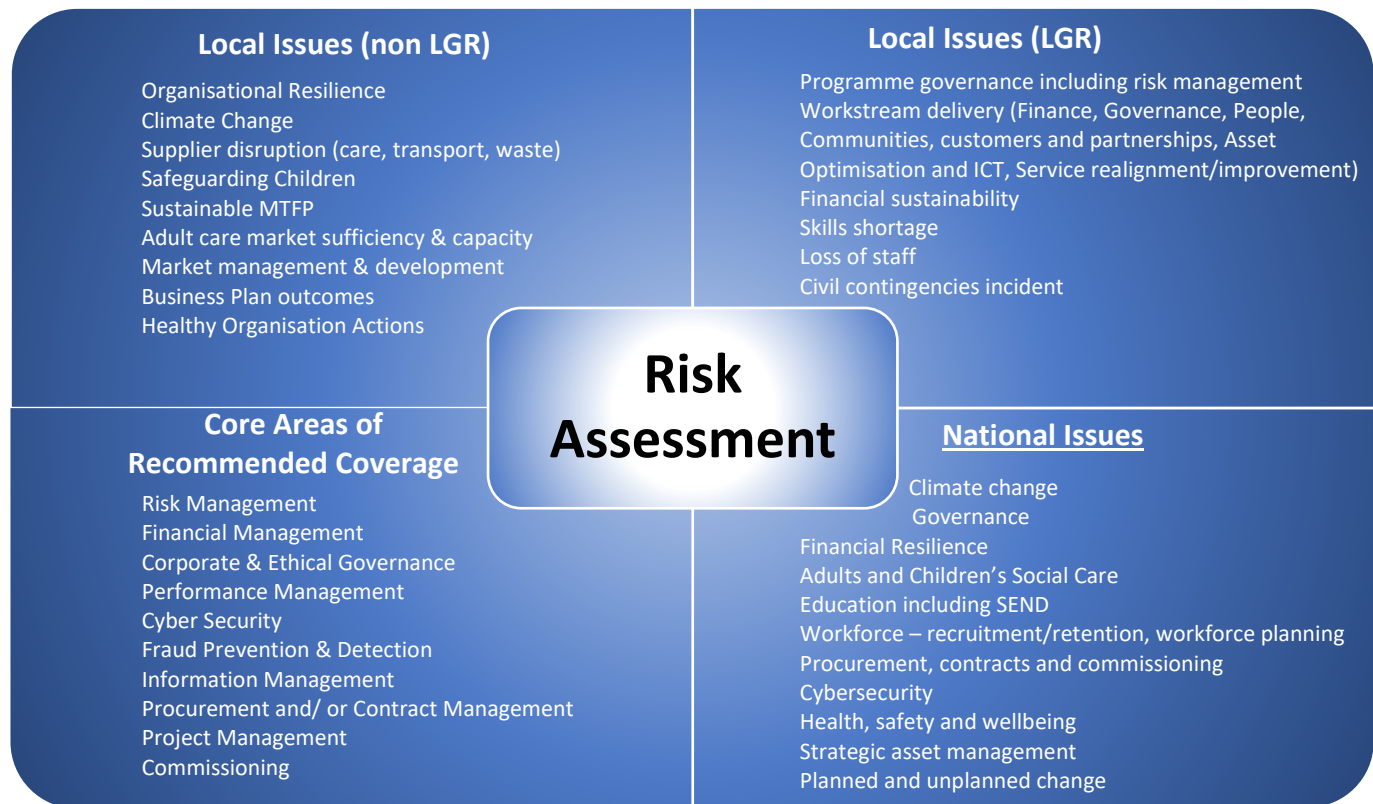 Local Issues (non LGR)
Organisational Resilience
Climate Change
Supplier disruption (care, transport, waste)
Safeguarding Children
Sustainable MTFP
Adult care market sufficiency & capacity
Market management & development
Business Plan outcomes
Healthy Organisation Actions
Local Issues (LGR)
Programme governance including risk management
Workstream delivery (Finance, Governance, People,
Communities, customers and partnerships, Asset
Optimisation and ICT, Service realignment/improvement)
Financial sustainability
Skills shortage
Loss of staff
Civil contingencies incident
Risk
Assessment
Core Areas of
Recommended Coverage
Risk Management
Financial Management
Corporate & Ethical Governance
Performance Management
Cyber Security
Fraud Prevention & Detection
Information Management
Procurement and/ or Contract Management
Project Management
Commissioning
National Issues
Climate change
Governance
Financial Resilience
Adults and Children’s Social Care
Education including SEND
Workforce – recruitment/retention, workforce planning
Procurement, contracts and commissioning
Cybersecurity
Health, safety and wellbeing
Strategic asset management
Planned and unplanned change